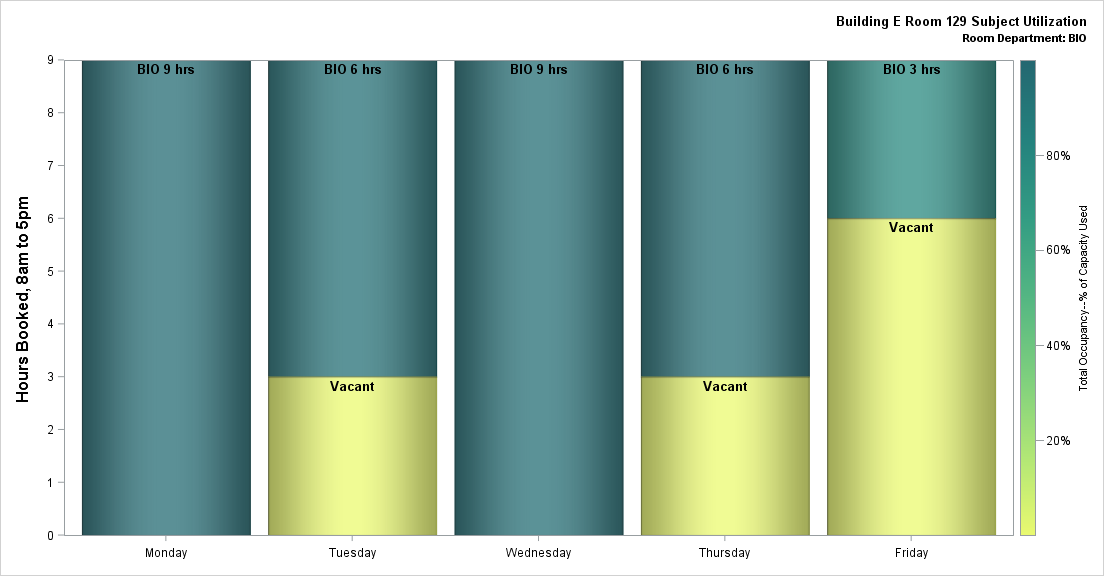 Building E Room 129 Subject Utilization
Room Department: BIO
Hours Booked, 8am to 5pm
9
8
7
6
5
4
3
2
1
0
BIO 9 hrs
BIO 6 hrs
BIO 9 hrs
BIO 6 hrs
BIO 3 hrs
Vacant
Vacant
Vacant
Monday
Tuesday
Wednesday
Thursday
Friday
80%
60%
40%
20%
Total Occupancy--% of Capacity Used